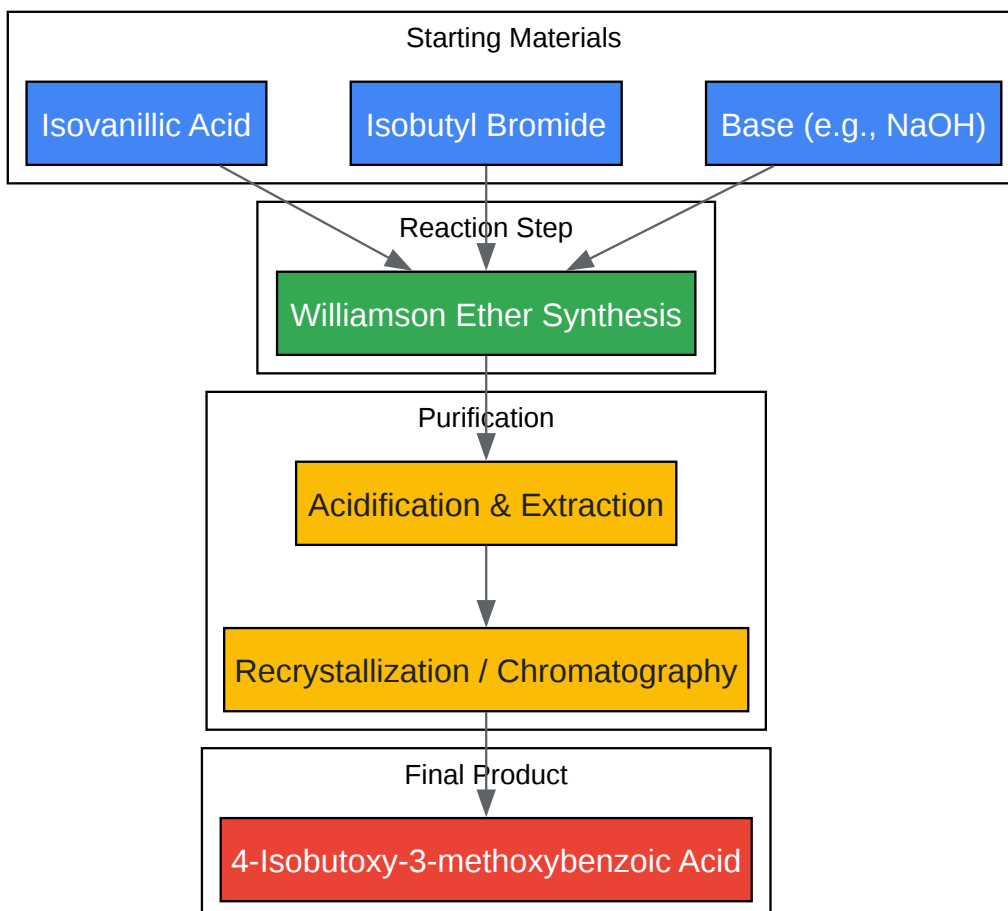 Starting Materials
Isovanillic Acid
Isobutyl Bromide
Base (e.g., NaOH)
Reaction Step
Williamson Ether Synthesis
Purification
Acidification & Extraction
Recrystallization / Chromatography
Final Product
4-Isobutoxy-3-methoxybenzoic Acid